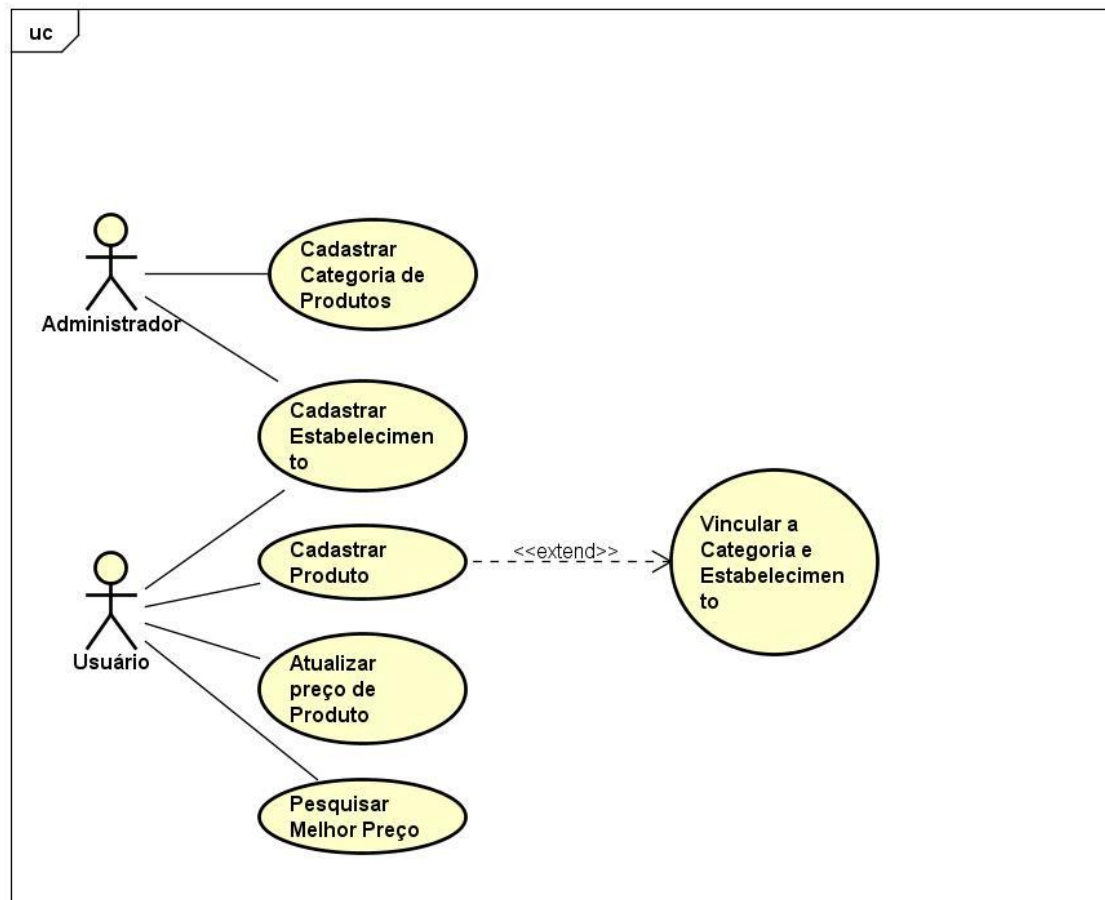 uc
Cadastrar
Categoria de
Produtos
Administrador
Cadastrar
Estabelecimen
to
Cadastrar
Produto
<<extend>>
Vincular a
Categoria e
Estabelecimen
to
Usuário
Atualizar
preço de
Produto
Pesquisar
Melhor Preço